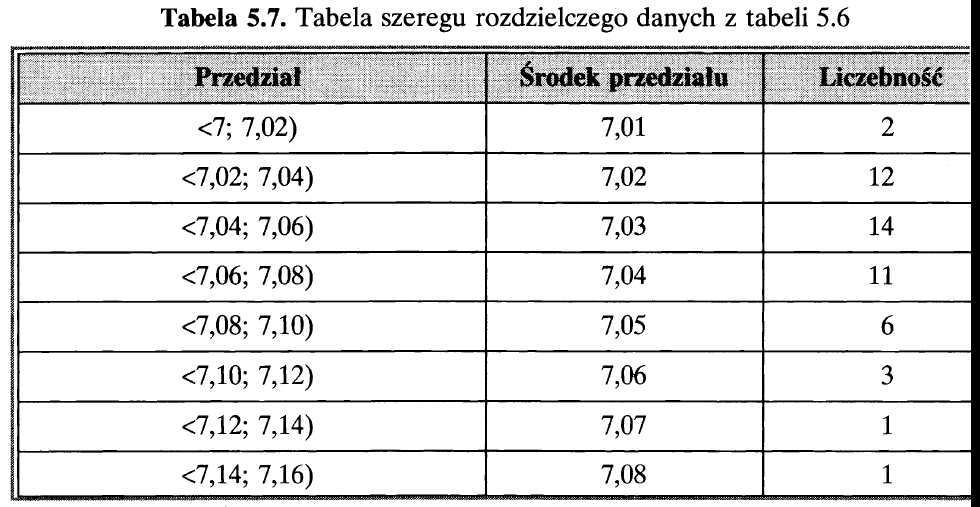 Tabela 5.7. Tabela szeregu rozdzielczego danych z tabeli 5.6
Przedział Środek przedziału Liczebność
<7; 7,02) 7,01 2
<7,02; 7,04) 7,02 12
<7,04; 7,06) 7,03 14
<7,06; 7,08) 7,04 11
<7,08; 7,10) 7,05 6
<7,10; 7,12) 7,06 3
<7,12; 7,14) 7,07 1
<7,14; 7,16) 7,08 1